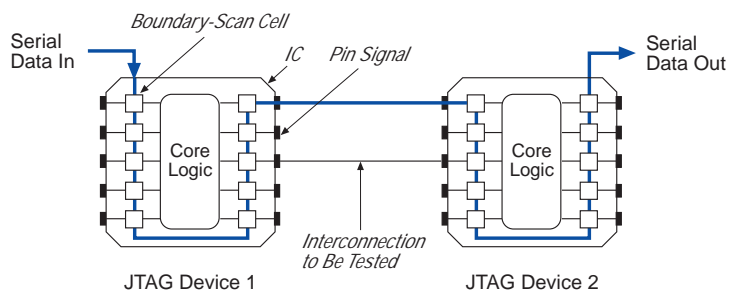 Boundary-Scan Cell
Serial
Data In
IC
Pin Signal
Serial
Data Out
Core
Logic
Core
Logic
Interconnection
to Be Tested
JTAG Device 1
JTAG Device 2